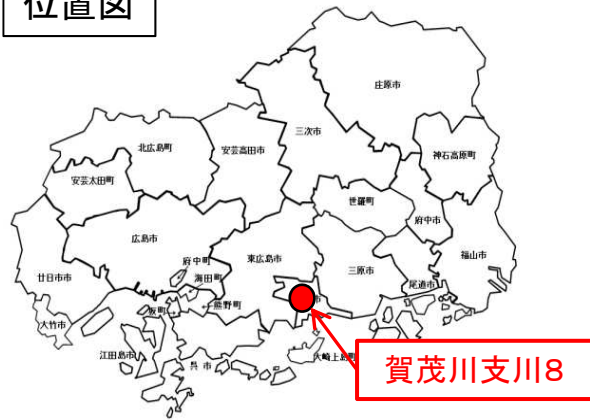 位置図
庄原市
三次市
北広島町
安芸高田市
神石高原町
安芸太田町
世羅町
府中市
広島市
府中町
東広島市
福山市
海田町
三原市
廿日市市
尾道市
坂町
熊野町
市
大竹市
江田島市
呉市
大崎上島町
賀茂川支川8